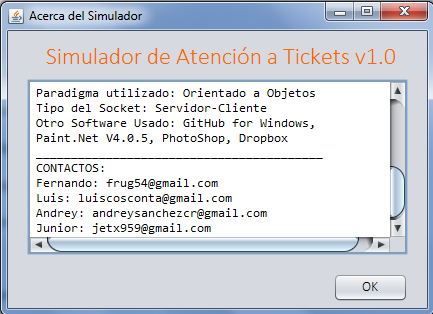 Acerca del Simulador
Simulador de Atención a Tickets v1.0
Paradigma utilizado: Orientado a Objetos
Tipo del Socket: Servidor-Cliente
Otro Software Usado: GitHub for Windows,
Paint.Net V4.0.5, PhotoShop, Dropbox
_________________________________________
CONTACTOS:
Fernando: frug54@gmail.com
Luis: luiscosconta@gmail.com
Andrey: andreysanchezcr@gmail.com
Junior: jetx959@gmail.com
OK